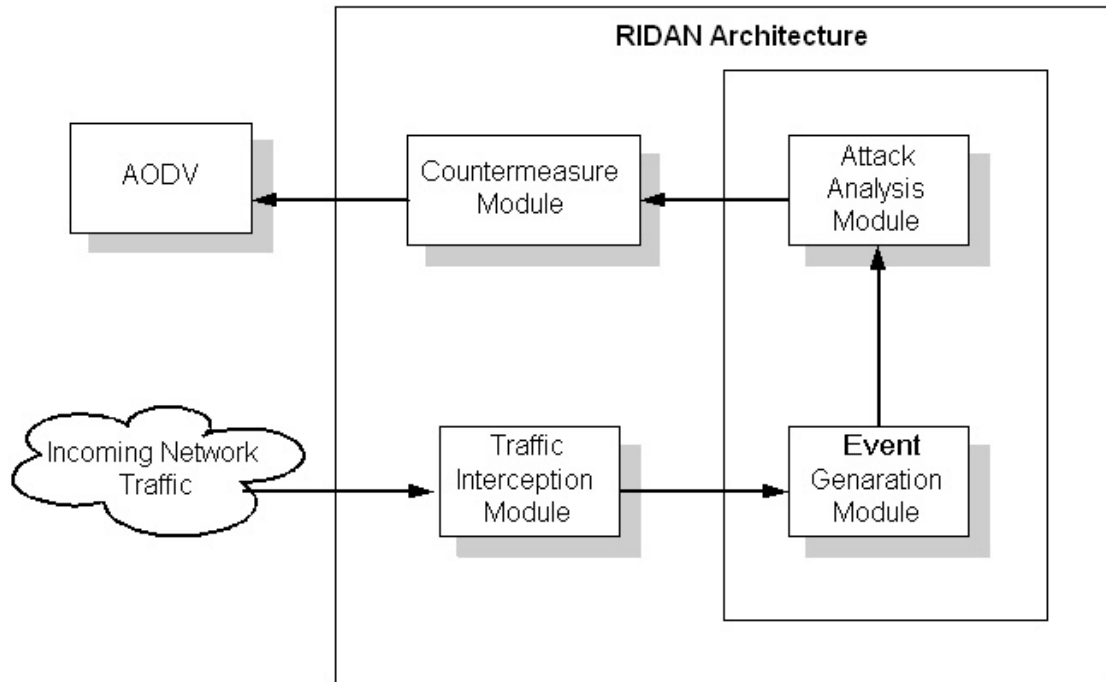 RIDAN Architecture
AODV
Countermeasure
Module
Attack
Analysis
Module
Incoming Network
Traffic
Traffic
Interception
Module
Event
Genaration
Module